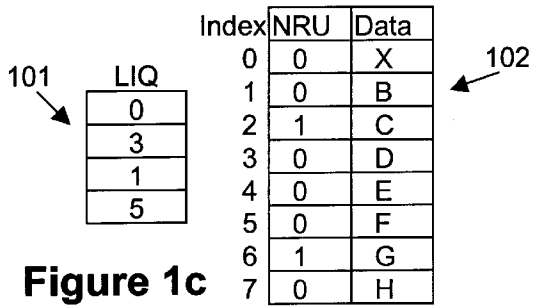 Index NRU Data
0 0 X
101 LIQ 102
1 0 B
0
2 1 C
3
3 0 D
1
4 0 E
5
5 0 F
6 1 G
Figure 1c
7 0 H